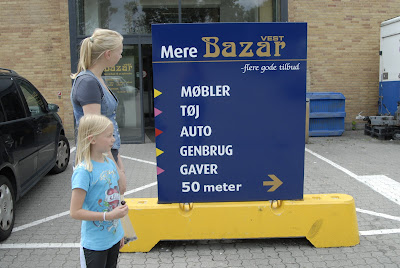 Mere Bazar VEST
-flere gode tilbud
MØBLER
TØJ
AUTO
GENBRUG
GAVER
50 meter